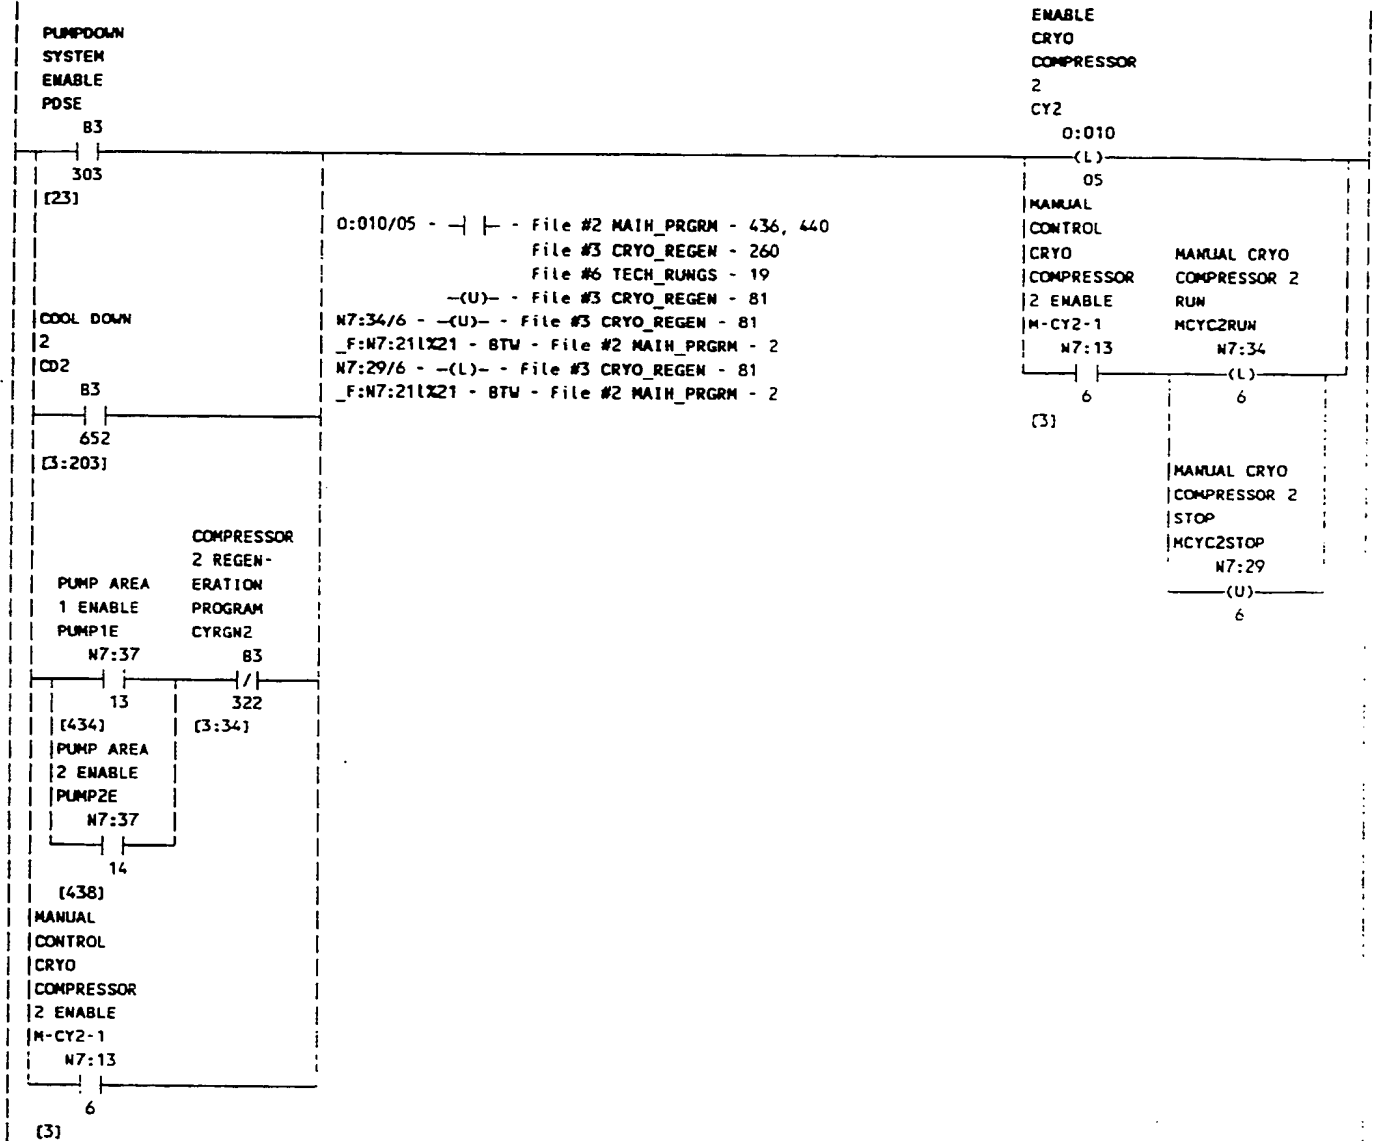 PUMPDOWN
SYSTEM
ENABLE
PDSE
B3
303
[23]
ENABLE
CRYO
COMPRESSOR
2
CY2
O:010
(L)
05
O:010/05 - —| |— - File #2 MAIN_PRGRM - 436, 440
File #3 CRYO_REGEN - 260
File #6 TECH_RUNGS - 19
—(U)— - File #3 CRYO_REGEN - 81
N7:34/6 - —(U)— - File #3 CRYO_REGEN - 81
_F:N7:21[%21 - BTW - File #2 MAIN_PRGRM - 2
N7:29/6 - —(L)— - File #3 CRYO_REGEN - 81
_F:N7:21[%21 - BTW - File #2 MAIN_PRGRM - 2
MANUAL
CONTROL
CRYO
COMPRESSOR
2 ENABLE
M-CY2-1
N7:13
6
[3]
MANUAL CRYO
COMPRESSOR 2
RUN
MCYC2RUN
N7:34
(L)
6
MANUAL CRYO
COMPRESSOR 2
STOP
MCYC2STOP
N7:29
(U)
6
COOL DOWN
2
CD2
B3
652
[3:203]
PUMP AREA
1 ENABLE
PUMP1E
N7:37
13
[434]
COMPRESSOR
2 REGEN-
ERATION
PROGRAM
CYRGN2
B3
322
[3:34]
PUMP AREA
2 ENABLE
PUMP2E
N7:37
14
[438]
MANUAL
CONTROL
CRYO
COMPRESSOR
2 ENABLE
M-CY2-1
N7:13
6
[3]